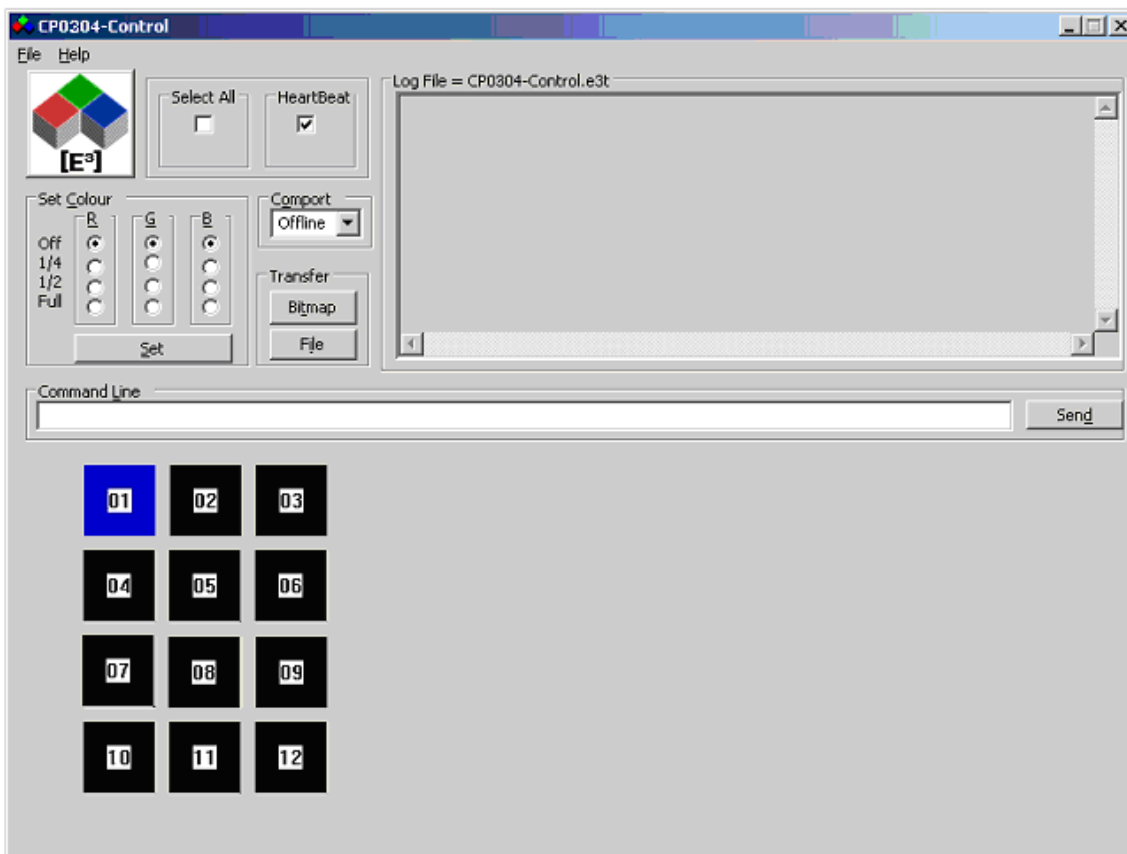 CP0304-Control
File Help
[E³]
Select All
HeartBeat
Log File = CP0304-Control.e3t
Set Colour
R G B
Off
1/4
1/2
Full
Set
Comport
Offline
Transfer
Bitmap
File
Command Line
Send
01 02 03
04 05 06
07 08 09
10 11 12